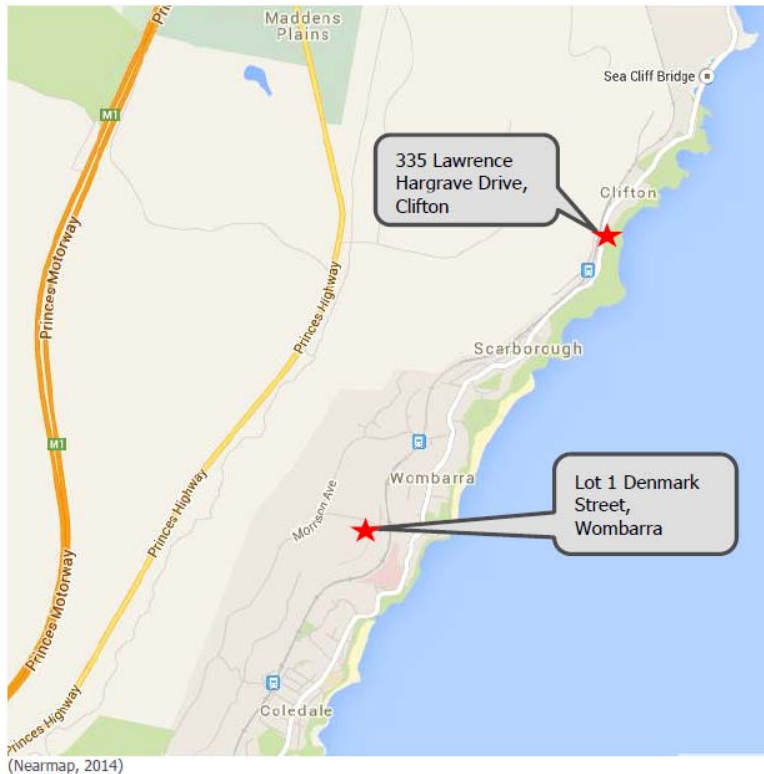 Maddens
Plains
Princes
Sea Cliff Bridge
M1
335 Lawrence
Hargrave Drive,
Clifton
Clifton
Princes Motorway
Princes Highway
Scarborough
M1
Wombarra
Lot 1 Denmark
Street,
Wombarra
Morrison Ave
Princes Highway
Princes Motorway
Coledale
Princes Highway
(Nearmap, 2014)